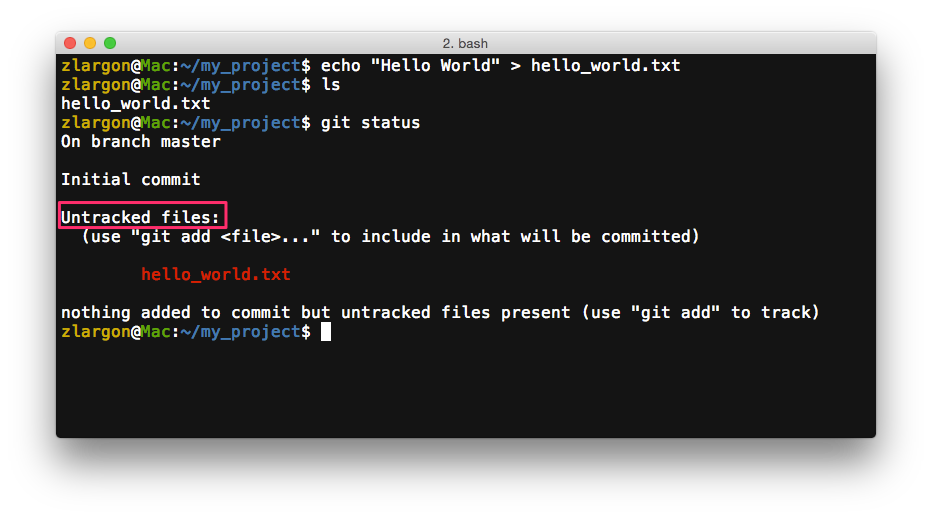 2. bash
zlargon@Mac:~/my_project$ echo "Hello World" > hello_world.txt
zlargon@Mac:~/my_project$ ls
hello_world.txt
zlargon@Mac:~/my_project$ git status
On branch master
Initial commit
Untracked files:
(use "git add <file>..." to include in what will be committed)
hello_world.txt
nothing added to commit but untracked files present (use "git add" to track)
zlargon@Mac:~/my_project$